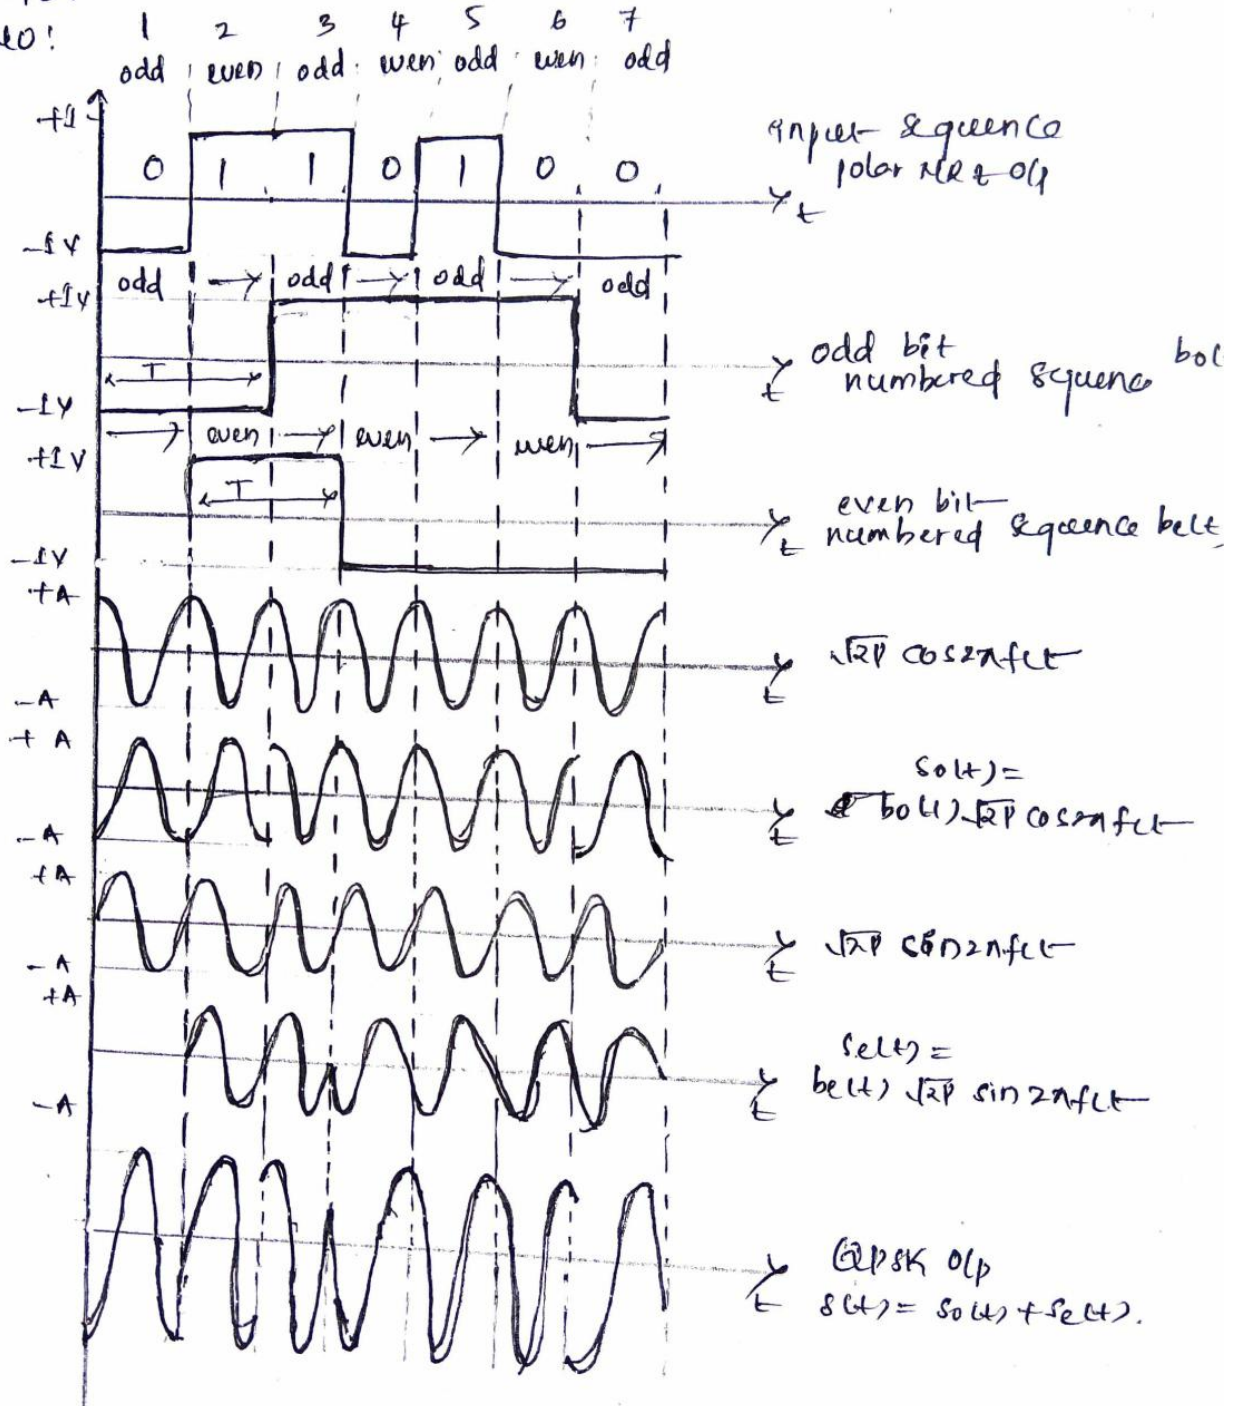 1 2 3 4 5 6 7
odd even odd even odd even odd
+1
0 1 1 0 1 0 0
input sequence
polar NRZ o/p
t
-1V
odd → odd → odd → odd
+1V
T
odd bit
numbered sequence
t
-1V
→ even → even → even →
+1V
T
even bit
numbered sequence be(t)
t
-1V
+A
√2P cos2πfct
t
-A
+A
so(t)=
bo(t)√2P cos2πfct
t
-A
+A
√2P sin2πfct
t
-A
+A
se(t)=
be(t) √2P sin2πfct
t
-A
QPSK o/p
s(t)= so(t)+se(t).
t